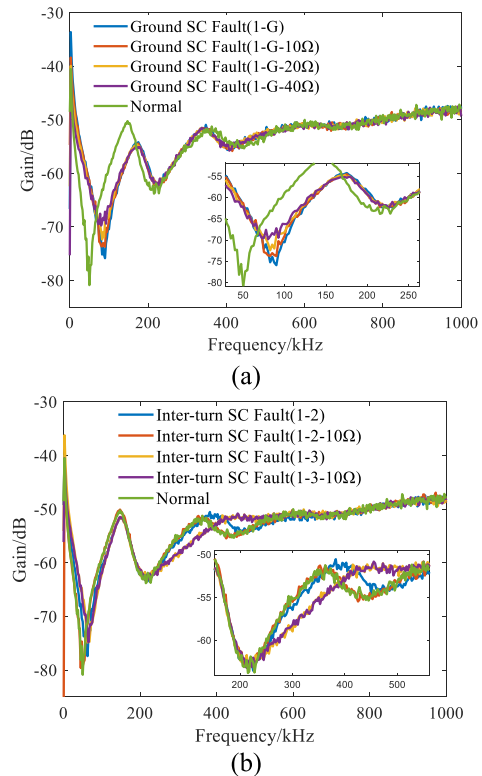 -30
-40
-50
-60
-70
-80
Gain/dB
Ground SC Fault(1-G)
Ground SC Fault(1-G-10Ω)
Ground SC Fault(1-G-20Ω)
Ground SC Fault(1-G-40Ω)
Normal
-55
-60
-65
-70
-75
-80
50 100 150 200 250
0 200 400 600 800 1000
Frequency/kHz
(a)
-30
-40
-50
-60
-70
-80
Gain/dB
Inter-turn SC Fault(1-2)
Inter-turn SC Fault(1-2-10Ω)
Inter-turn SC Fault(1-3)
Inter-turn SC Fault(1-3-10Ω)
Normal
-50
-55
-60
200 300 400 500
0 200 400 600 800 1000
Frequency/kHz
(b)